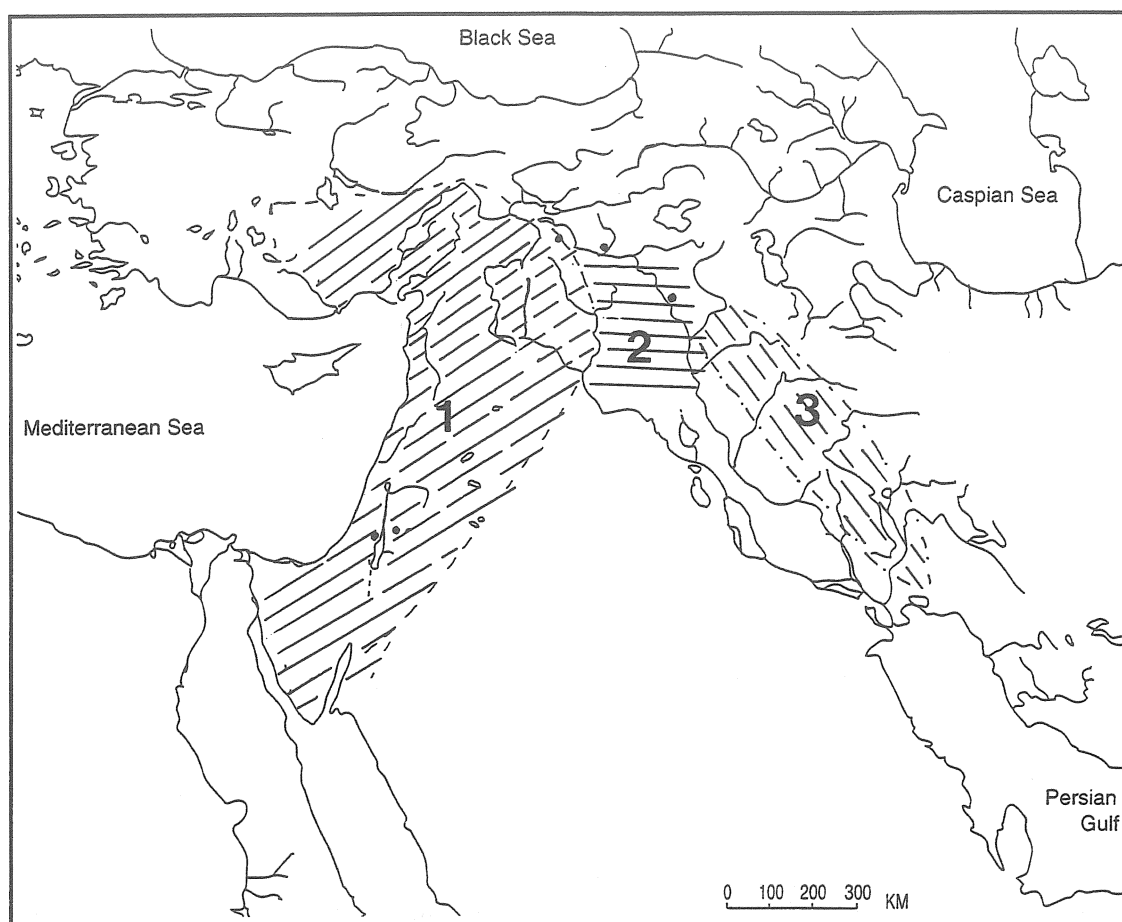 Black Sea
Caspian Sea
2
3
1
Mediterranean Sea
Persian
Gulf
0 100 200 300 KM